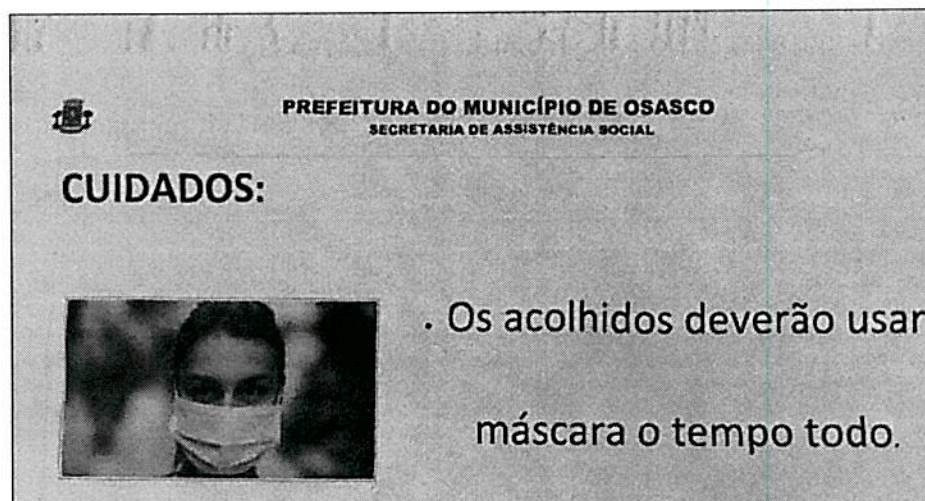 PREFEITURA DO MUNICÍPIO DE OSASCO
SECRETARIA DE ASSISTÊNCIA SOCIAL
CUIDADOS:
. Os acolhidos deverão usar
máscara o tempo todo.